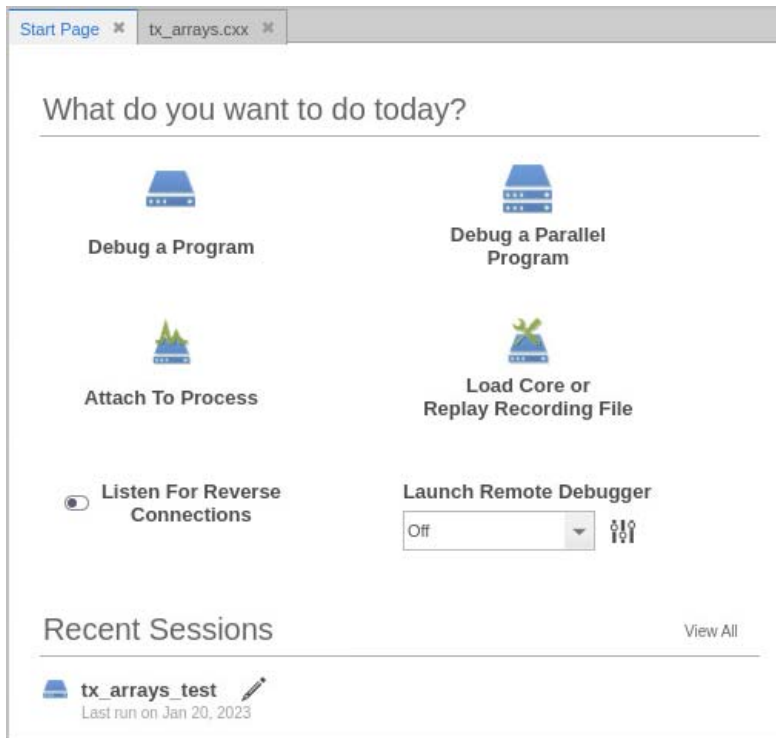 Start Page
tx_arrays.cxx
What do you want to do today?
Debug a Program
Debug a Parallel
Program
Attach To Process
Load Core or
Replay Recording File
Listen For Reverse
Connections
Launch Remote Debugger
Off
Recent Sessions
View All
tx_arrays_test
Last run on Jan 20, 2023